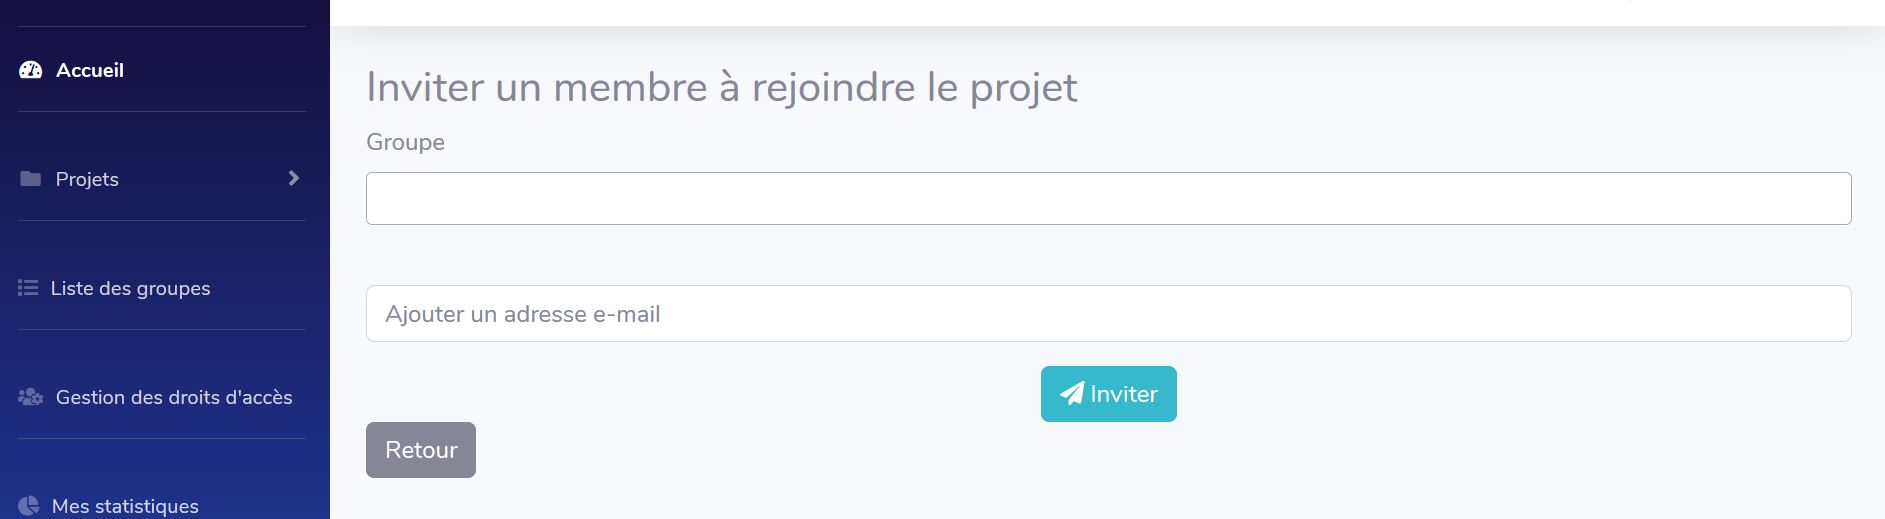 Accueil
Projets
Liste des groupes
Gestion des droits d'accès
Mes statistiques
Inviter un membre à rejoindre le projet
Groupe
Ajouter un adresse e-mail
Inviter
Retour